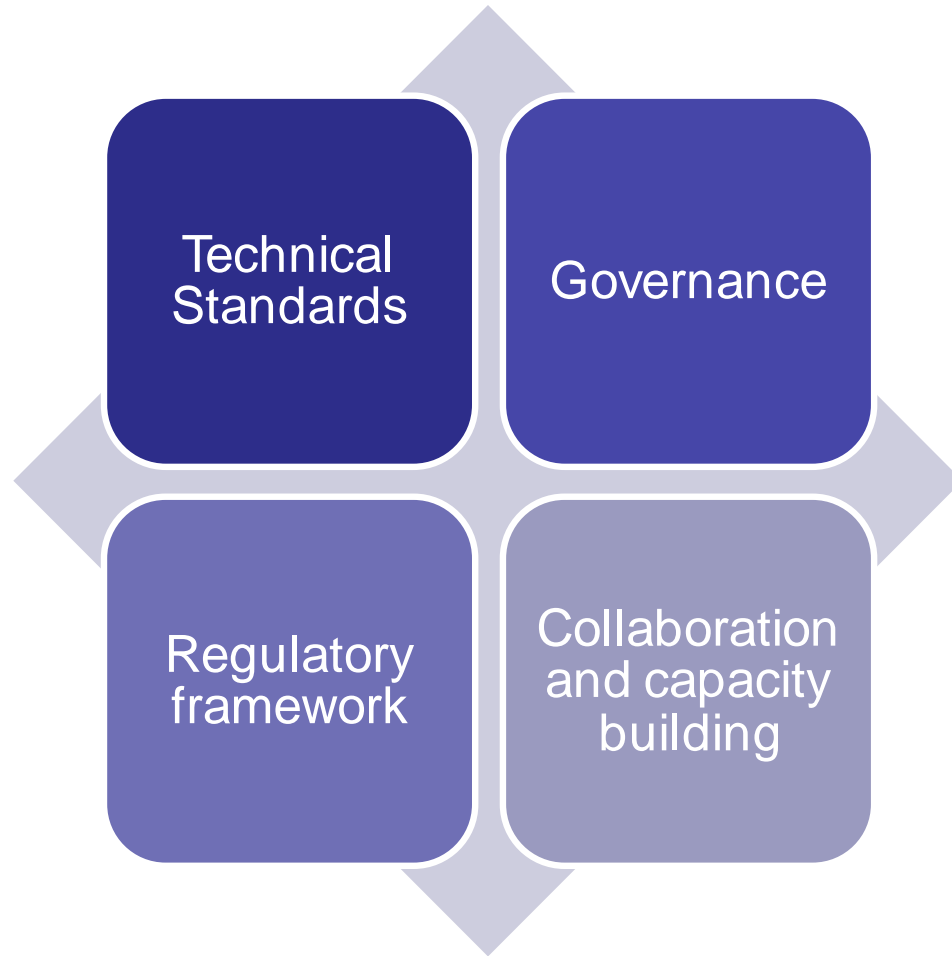 Technical
Standards
Governance
Regulatory
framework
Collaboration
and capacity
building